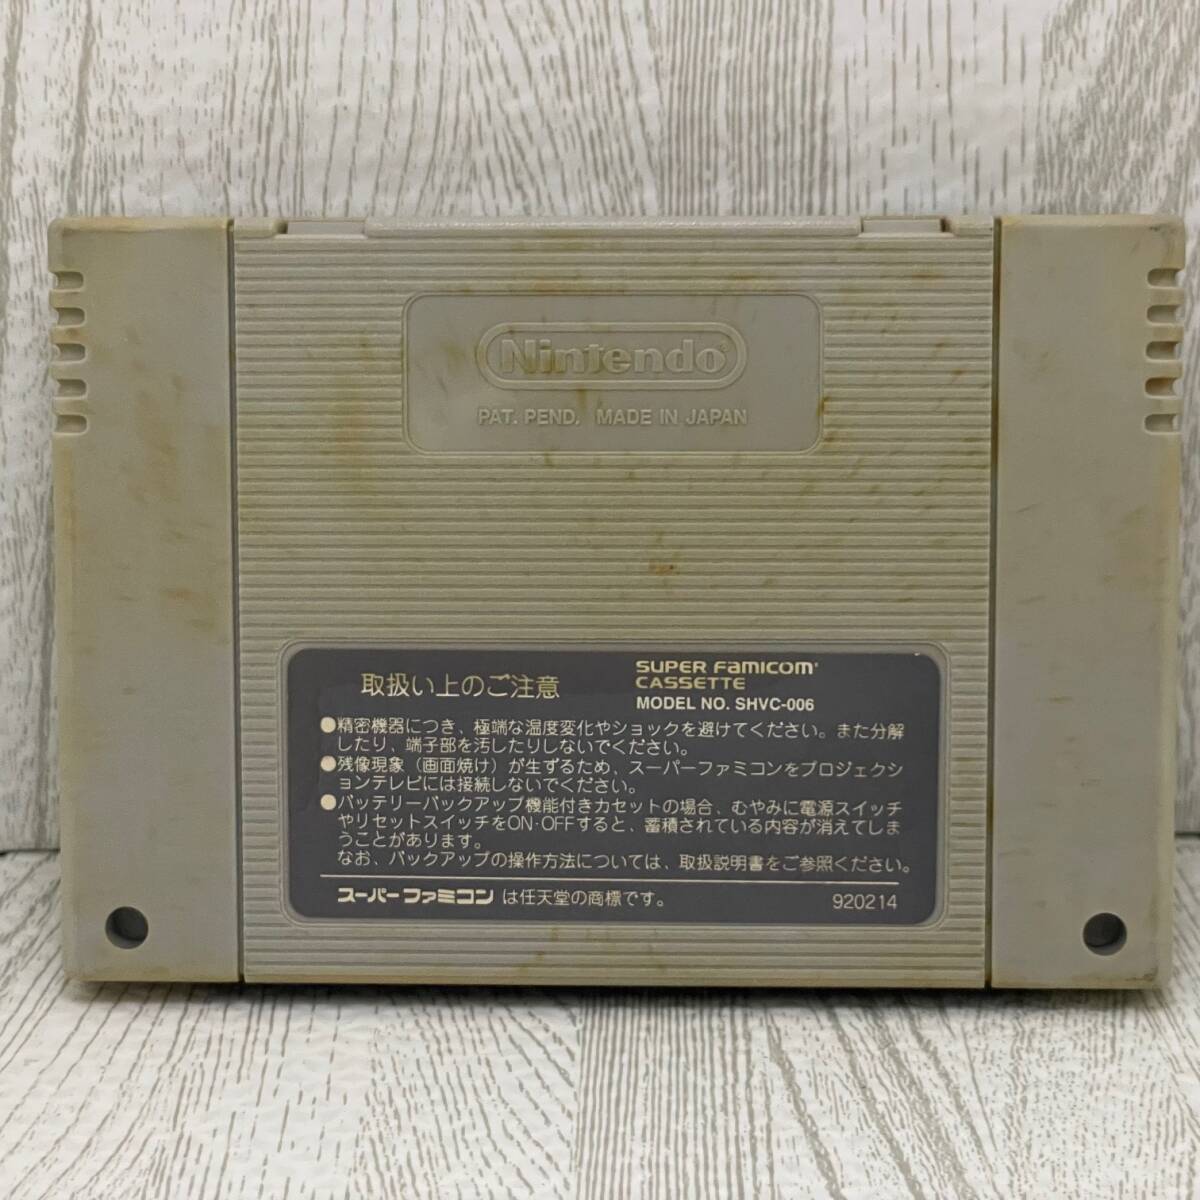 Nintendo
PAT. PEND. MADE IN JAPAN
取扱い上のご注意
SUPER FAMICOM
CASSETTE
MODEL NO. SHVC-006
●精密機器につき、極端な温度変化やショックを避けてください。また分解
したり、端子部を汚したりしないでください。
●残像現象（画面焼け）が生ずるため、スーパーファミコンをプロジェクシ
ョンテレビには接続しないでください。
●バッテリーバックアップ機能付きカセットの場合、むやみに電源スイッチ
やリセットスイッチをON・OFFすると、蓄積されている内容が消えてしま
うことがあります。
なお、バックアップの操作方法については、取扱説明書をご参照ください。
スーパーファミコンは任天堂の商標です。
920214